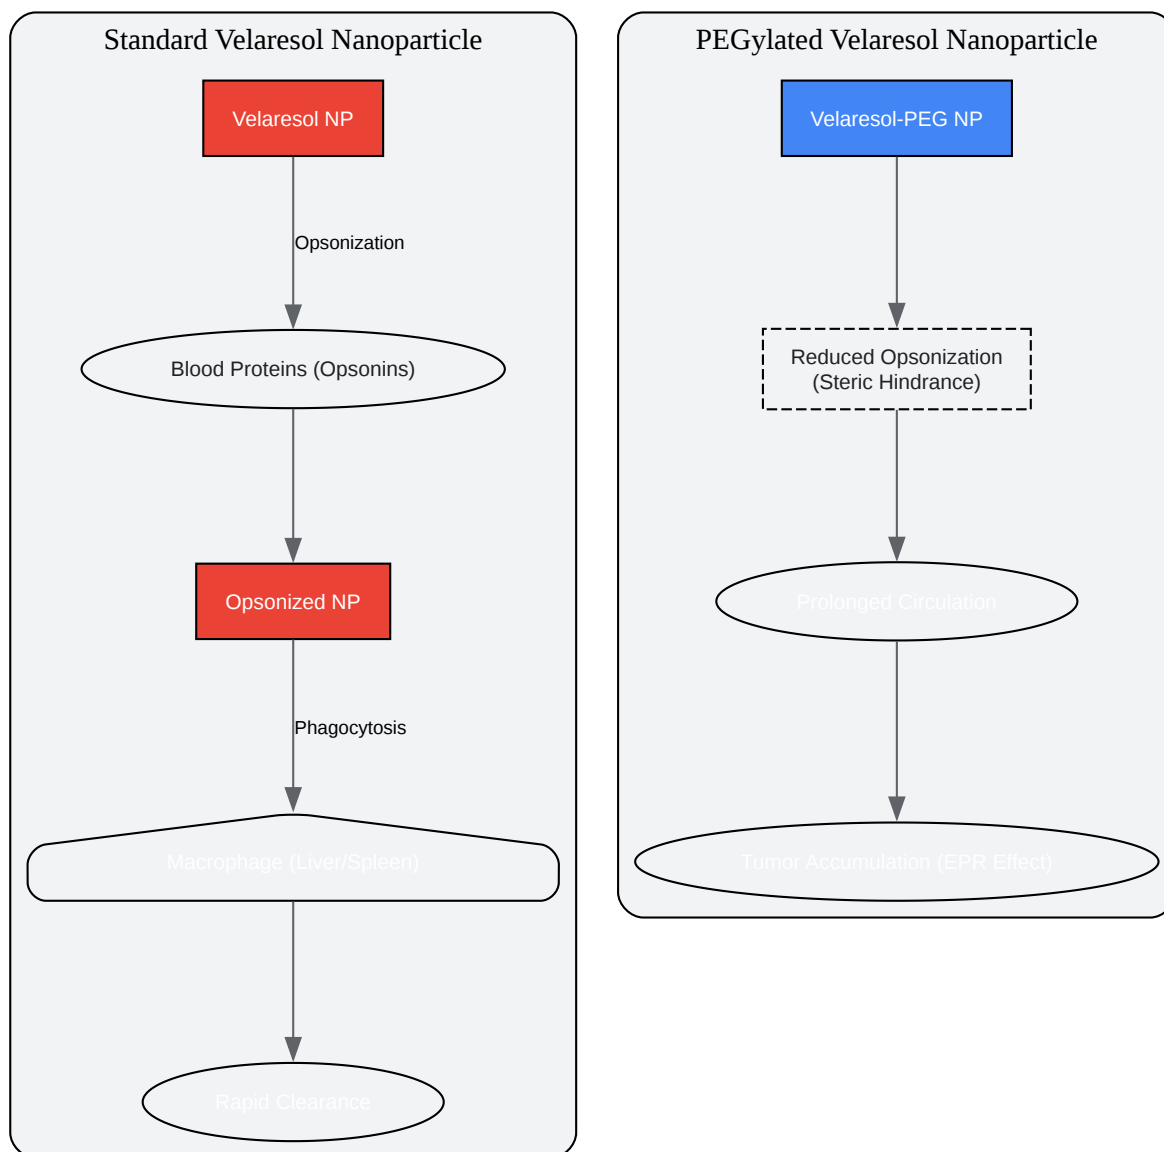 Standard Velaresol Nanoparticle
Velaresol NP
Opsonization
Blood Proteins (Opsonins)
Opsonized NP
Phagocytosis
Macrophage (Liver/Spleen)
Rapid Clearance
PEGylated Velaresol Nanoparticle
Velaresol-PEG NP
Reduced Opsonization
(Steric Hindrance)
Prolonged Circulation
Tumor Accumulation (EPR Effect)